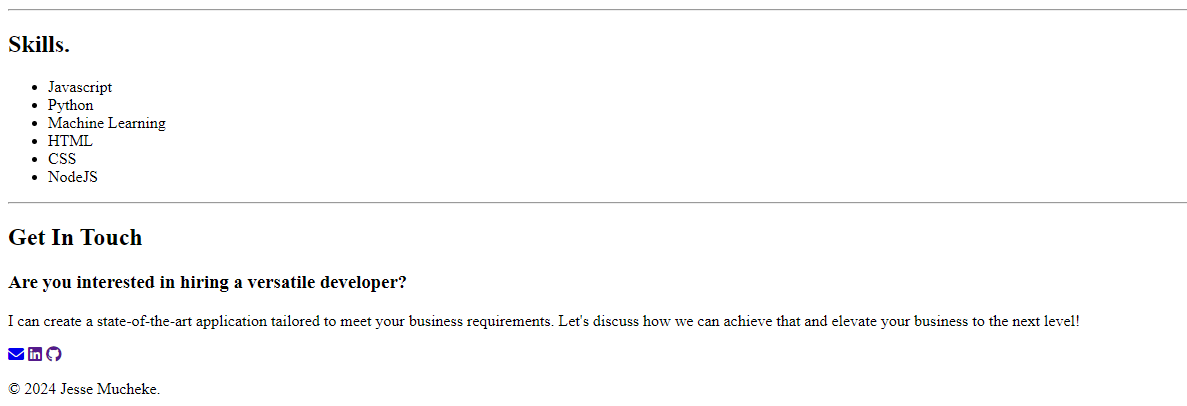 Skills.
Javascript
Python
Machine Learning
HTML
CSS
NodeJS
Get In Touch
Are you interested in hiring a versatile developer?
I can create a state-of-the-art application tailored to meet your business requirements. Let's discuss how we can achieve that and elevate your business to the next level!
© 2024 Jesse Mucheke.